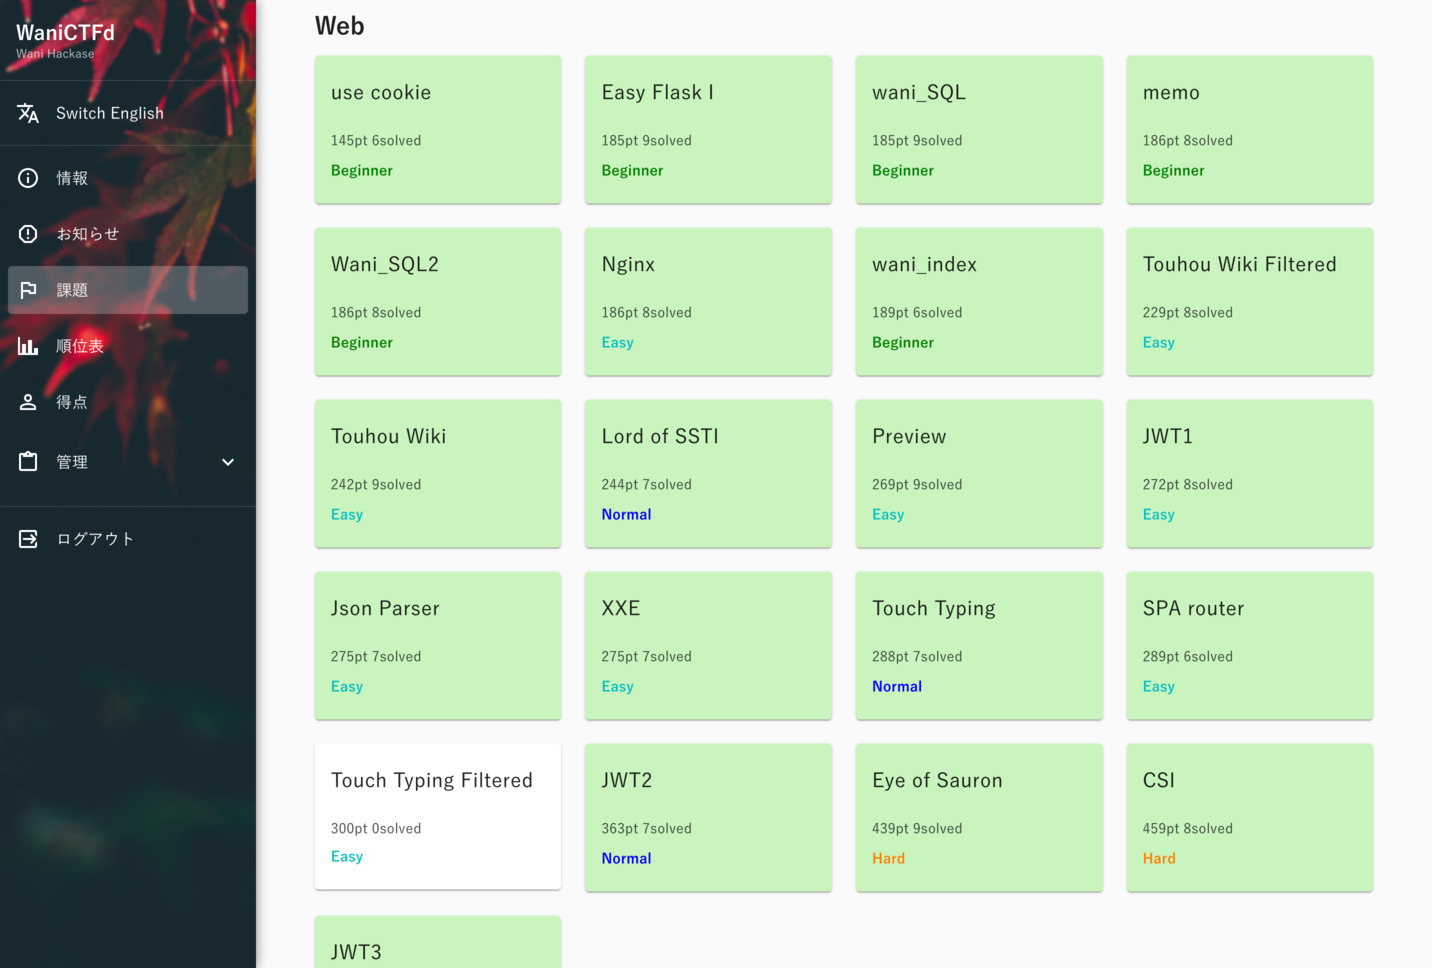 WaniCTFd
Wani Hackase
Switch English
情報
お知らせ
課題
順位表
得点
管理
ログアウト
Web
use cookie
145pt 6solved
Beginner
Easy Flask I
185pt 9solved
Beginner
wani_SQL
185pt 9solved
Beginner
memo
186pt 8solved
Beginner
Wani_SQL2
186pt 8solved
Beginner
Nginx
186pt 8solved
Easy
wani_index
189pt 6solved
Beginner
Touhou Wiki Filtered
229pt 8solved
Easy
Touhou Wiki
242pt 9solved
Easy
Lord of SSTI
244pt 7solved
Normal
Preview
269pt 9solved
Easy
JWT1
272pt 8solved
Easy
Json Parser
275pt 7solved
Easy
XXE
275pt 7solved
Easy
Touch Typing
288pt 7solved
Normal
SPA router
289pt 6solved
Easy
Touch Typing Filtered
300pt 0solved
Easy
JWT2
363pt 7solved
Normal
Eye of Sauron
439pt 9solved
Hard
CSI
459pt 8solved
Hard
JWT3